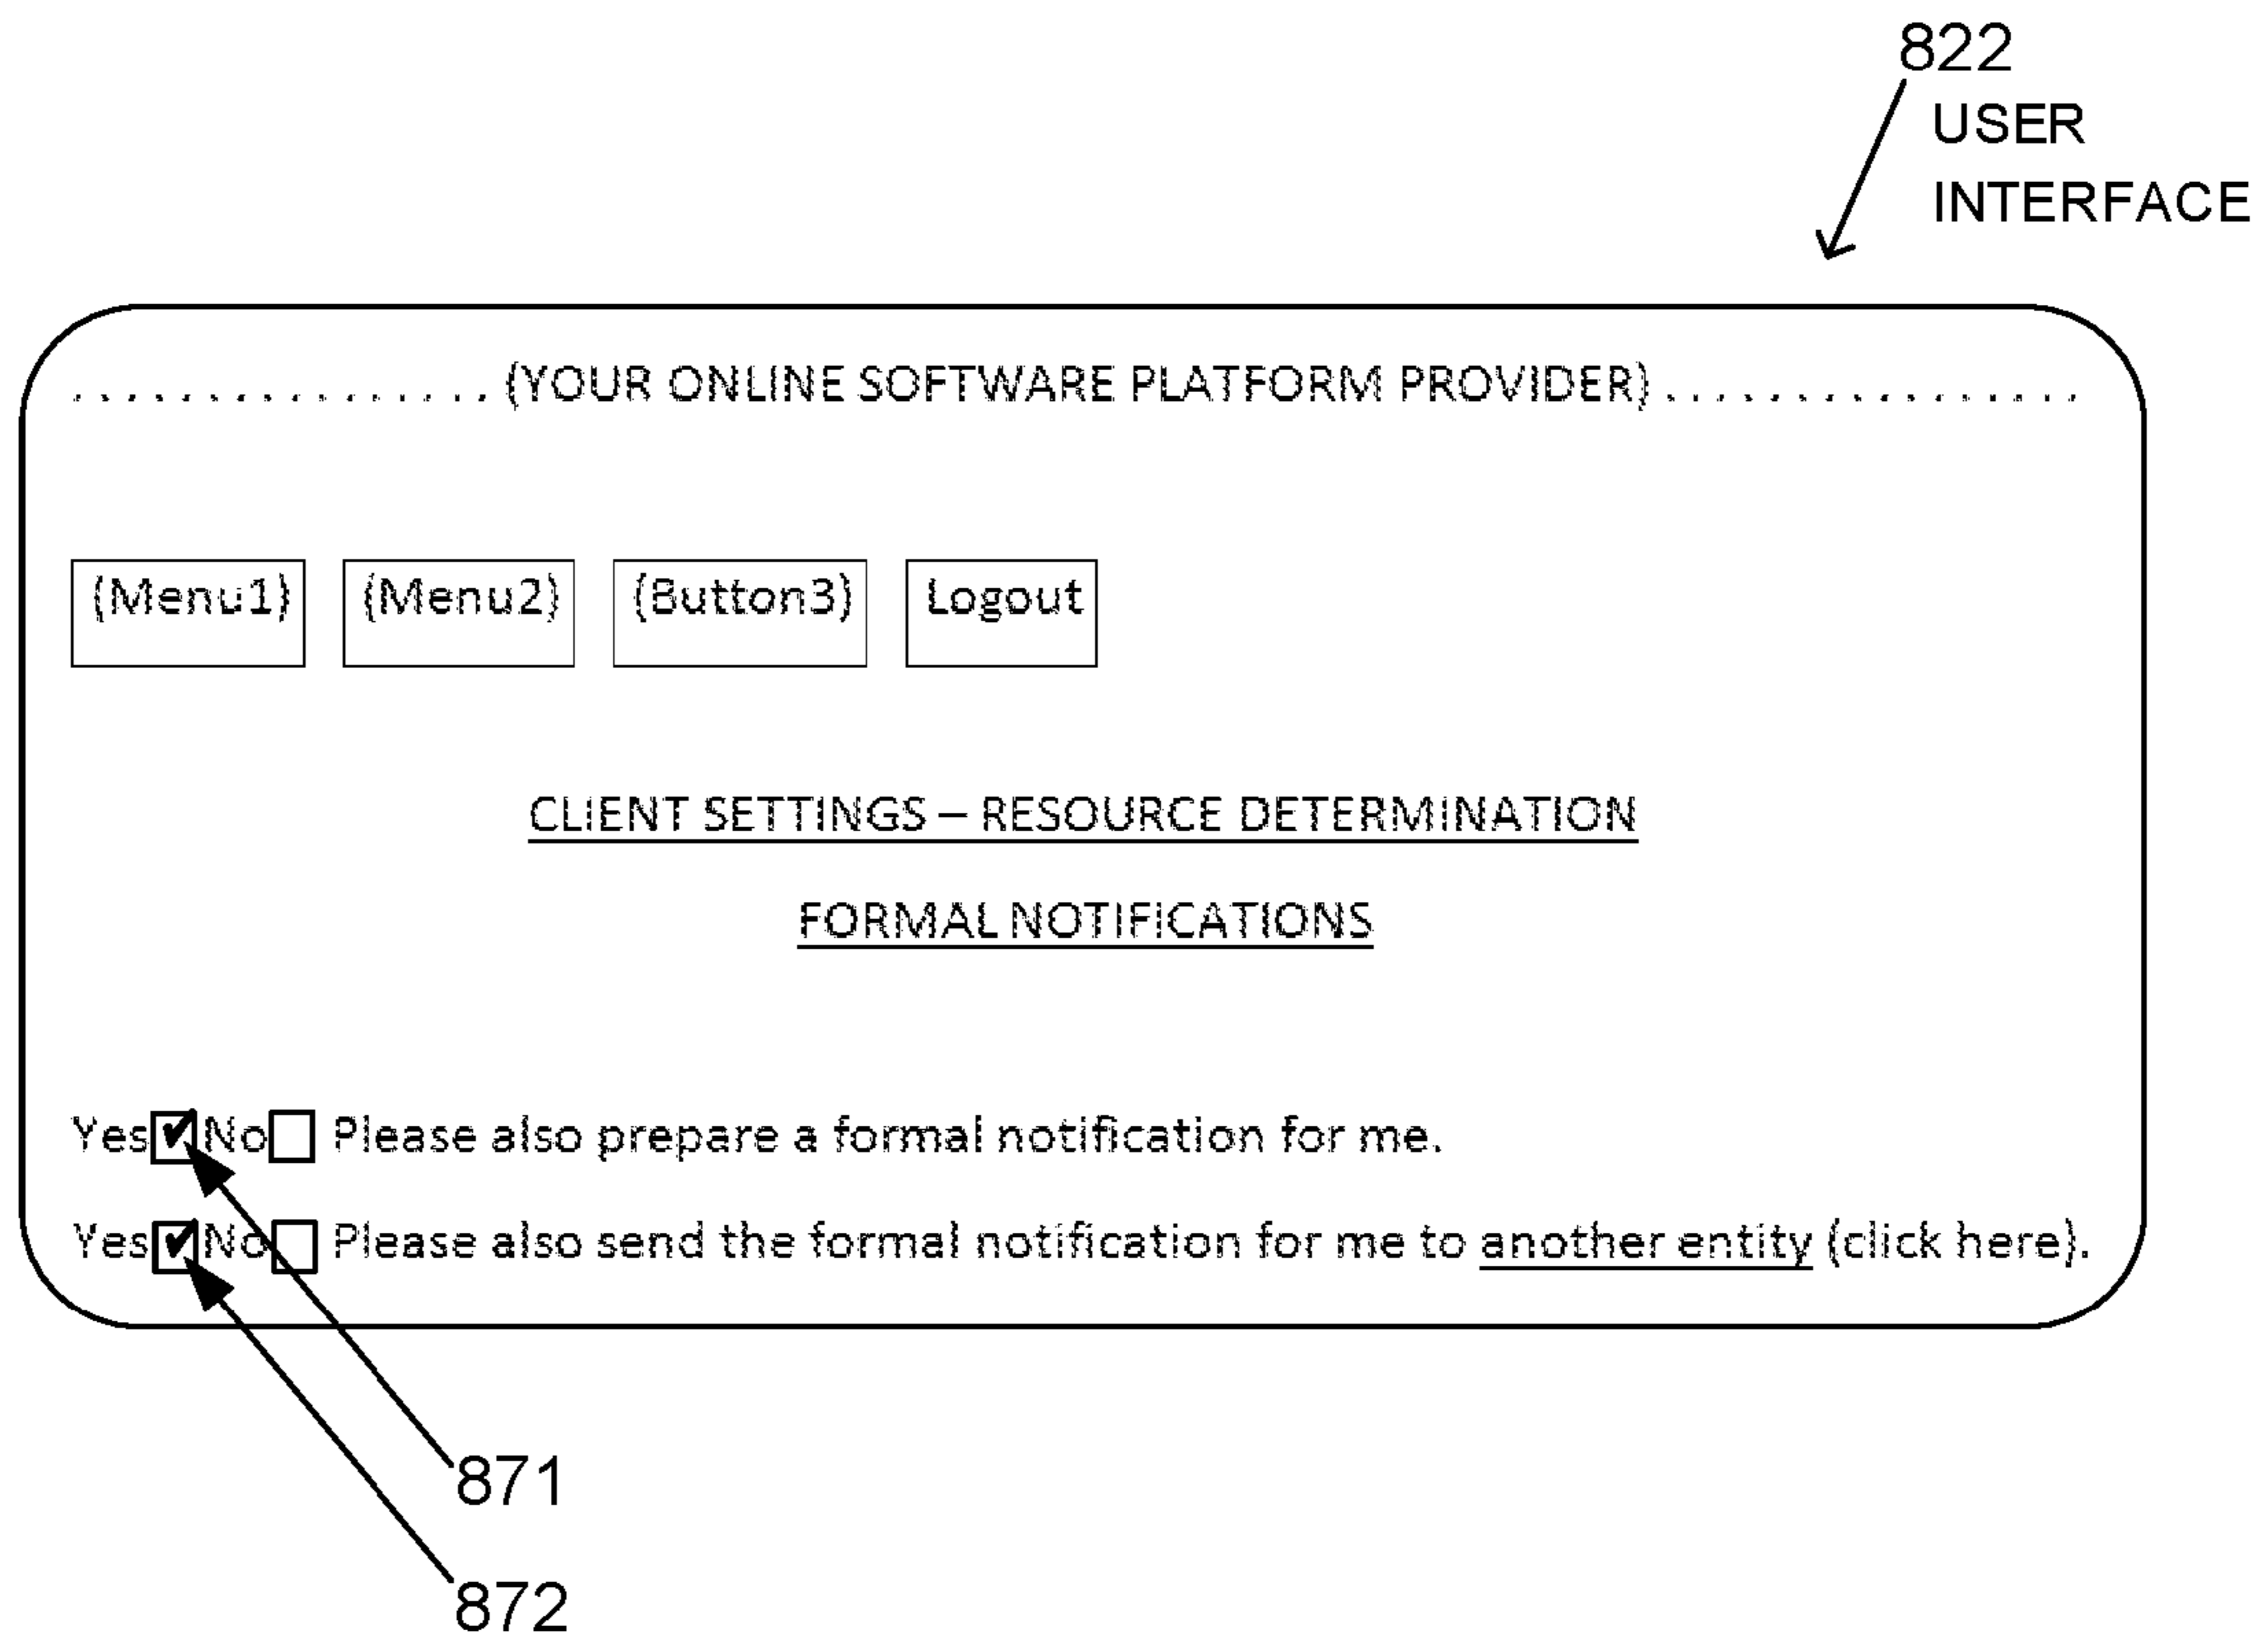 822
USER
INTERFACE
. . . . . . . . . . . . . . . . (YOUR ONLINE SOFTWARE PLATFORM PROVIDER) . . . . . . . . . . . . . . . .
(Menu1) (Menu2) (Button3) Logout
CLIENT SETTINGS – RESOURCE DETERMINATION
FORMAL NOTIFICATIONS
Yes ✔ No ☐ Please also prepare a formal notification for me.
Yes ✔ No ☐ Please also send the formal notification for me to another entity (click here).
871
872